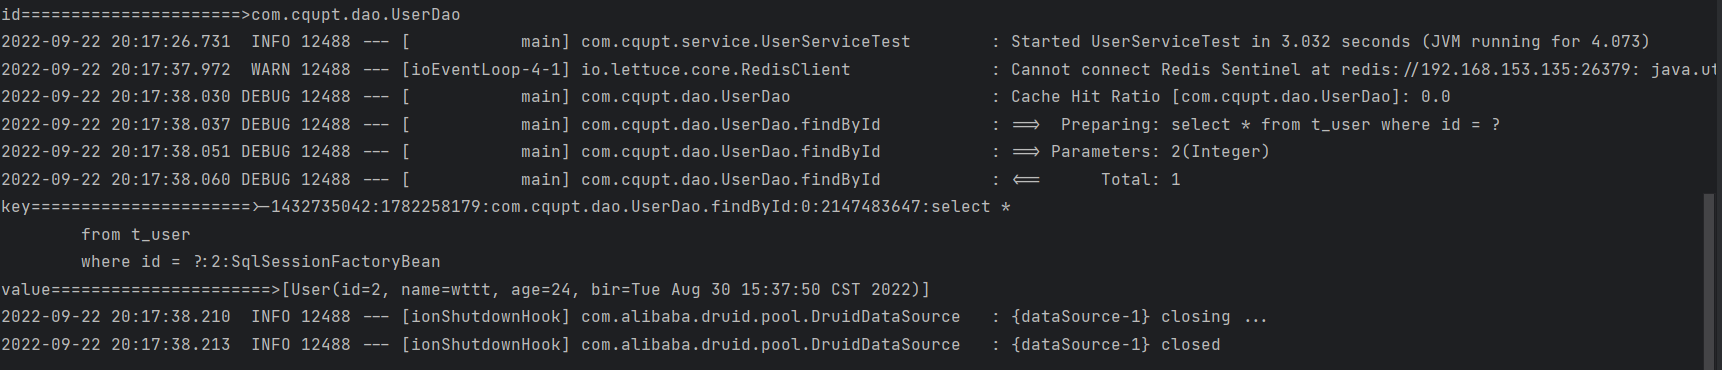 id======================>com.cqupt.dao.UserDao
2022-09-22 20:17:26.731  INFO 12488 --- [           main] com.cqupt.service.UserServiceTest        : Started UserServiceTest in 3.032 seconds (JVM running for 4.073)
2022-09-22 20:17:37.972  WARN 12488 --- [ioEventLoop-4-1] io.lettuce.core.RedisClient              : Cannot connect Redis Sentinel at redis://192.168.153.135:26379: java.ut
2022-09-22 20:17:38.030 DEBUG 12488 --- [           main] com.cqupt.dao.UserDao                    : Cache Hit Ratio [com.cqupt.dao.UserDao]: 0.0
2022-09-22 20:17:38.037 DEBUG 12488 --- [           main] com.cqupt.dao.UserDao.findById           : ==>  Preparing: select * from t_user where id = ?
2022-09-22 20:17:38.051 DEBUG 12488 --- [           main] com.cqupt.dao.UserDao.findById           : ==> Parameters: 2(Integer)
2022-09-22 20:17:38.060 DEBUG 12488 --- [           main] com.cqupt.dao.UserDao.findById           : <==      Total: 1
key======================>-1432735042:1782258179:com.cqupt.dao.UserDao.findById:0:2147483647:select *
        from t_user
        where id = ?:2:SqlSessionFactoryBean
value======================>[User(id=2, name=wttt, age=24, bir=Tue Aug 30 15:37:50 CST 2022)]
2022-09-22 20:17:38.210  INFO 12488 --- [ionShutdownHook] com.alibaba.druid.pool.DruidDataSource   : {dataSource-1} closing ...
2022-09-22 20:17:38.213  INFO 12488 --- [ionShutdownHook] com.alibaba.druid.pool.DruidDataSource   : {dataSource-1} closed